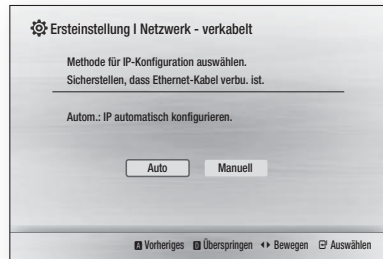 Ersteinstellung I Netzwerk - verkabelt
Methode für IP-Konfiguration auswählen.
Sicherstellen, dass Ethernet-Kabel verbu. ist.
Autom.: IP automatisch konfigurieren.
Auto Manuell
A Vorheriges D Überspringen Bewegen Auswählen